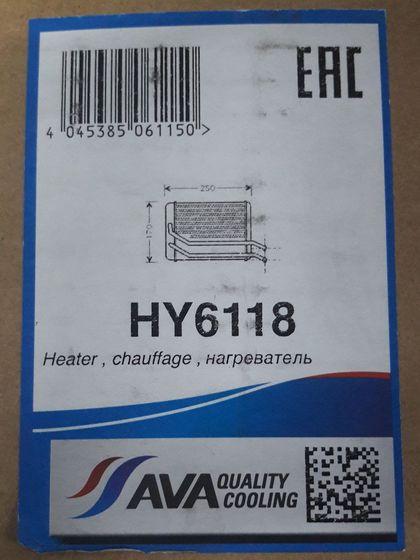 EAC
4 045385 061150 >
250
170
HY6118
Heater , chauffage , нагреватель
AVA QUALITY
COOLING